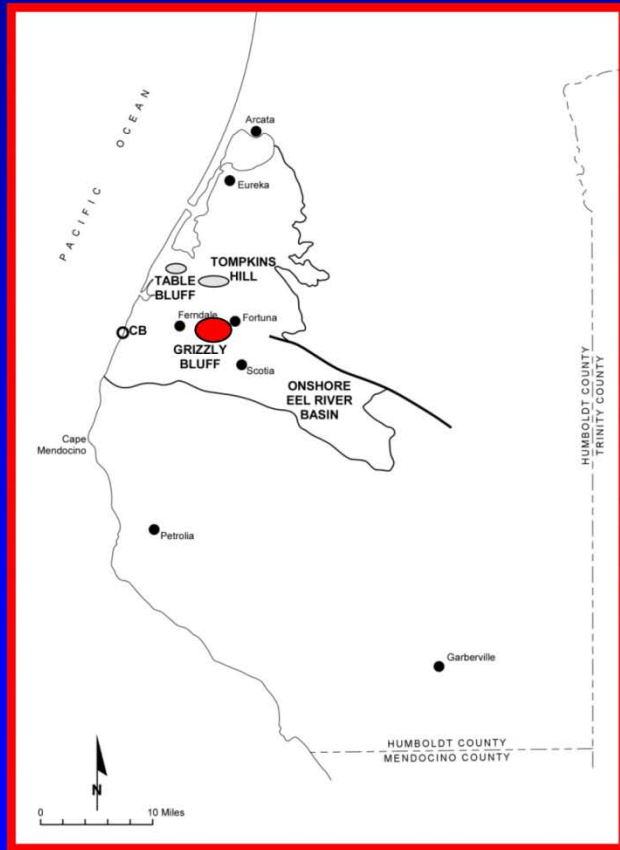 PACIFIC OCEAN
Arcata
Eureka
TOMPKINS
HILL
TABLE
BLUFF
Ferndale
Fortuna
CB
GRIZZLY
BLUFF
Scotia
ONSHORE
EEL RIVER
BASIN
HUMBOLDT COUNTY
TRINITY COUNTY
Cape
Mendocino
Petrolia
Garberville
HUMBOLDT COUNTY
MENDOCINO COUNTY
N
0 10 Miles